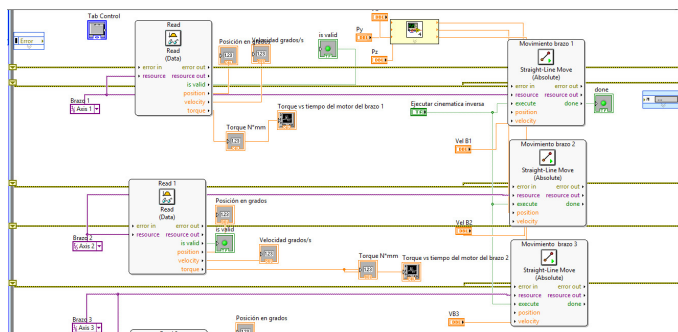 Tab Control
Error
Read
Read
(Data)
error in error out
resource resource out
is valid
position
velocity
torque
Posición en grados
Velocidad grados/s
is valid
Brazo 1
Axis 1
Torque N*mm
Torque vs tiempo del motor del brazo 1
Py
Pz
Ejecutar cinematica inversa
Vel B1
Movimiento brazo 1
Straight-Line Move
(Absolute)
error in error out
resource resource out
execute done
position
velocity
done
Read 1
Read
(Data)
error in error out
resource resource out
is valid
position
velocity
torque
Posición en grados
is valid
Velocidad grados/s
Brazo 2
Axis 2
Torque N*mm
Torque vs tiempo del motor del brazo 2
Movimiento brazo 2
Straight-Line Move
(Absolute)
error in error out
resource resource out
execute done
position
velocity
Vel B2
Movimiento brazo 3
Straight-Line Move
(Absolute)
error in error out
resource resource out
execute done
position
velocity
VB3
Brazo 3
Axis 3
Posición en grados